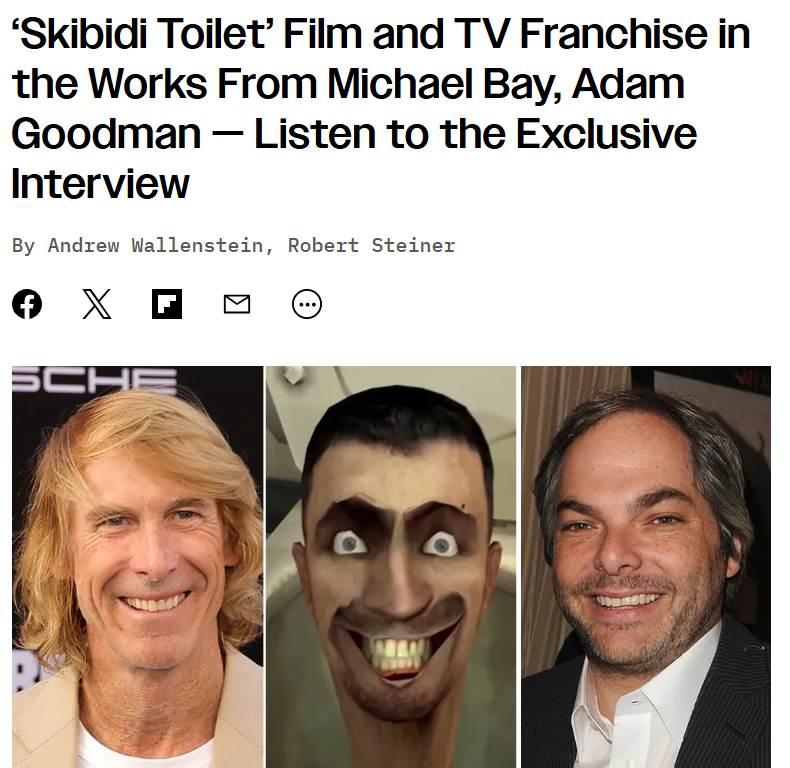 ‘Skibidi Toilet’ Film and TV Franchise in
the Works From Michael Bay, Adam
Goodman — Listen to the Exclusive
Interview
By Andrew Wallenstein, Robert Steiner
SCHE